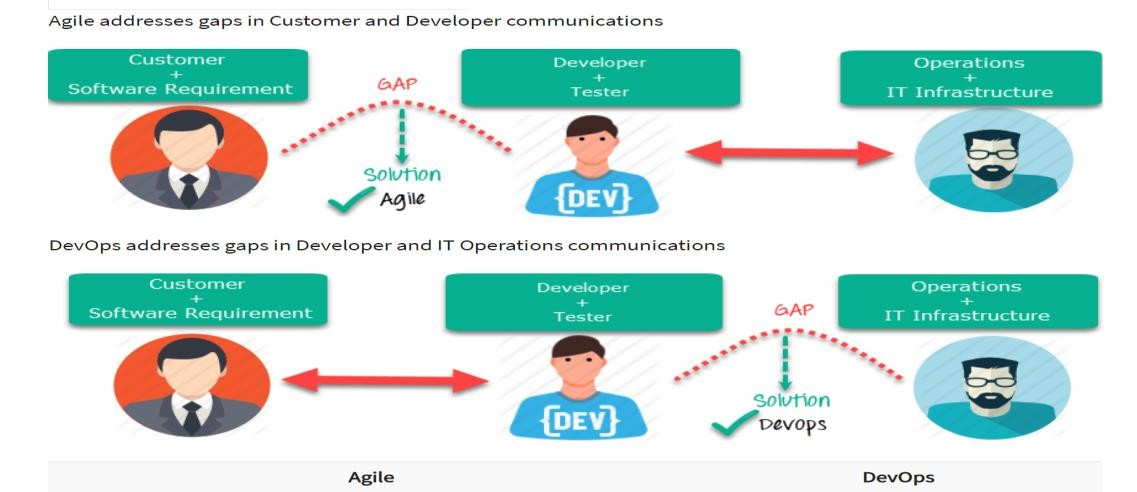 Agile addresses gaps in Customer and Developer communications
Customer
+
Software Requirement
GAP
Solution
Agile
Developer
+
Tester
{DEV}
Operations
+
IT Infrastructure
DevOps addresses gaps in Developer and IT Operations communications
Customer
+
Software Requirement
Developer
+
Tester
{DEV}
GAP
Solution
Devops
Operations
+
IT Infrastructure
Agile DevOps